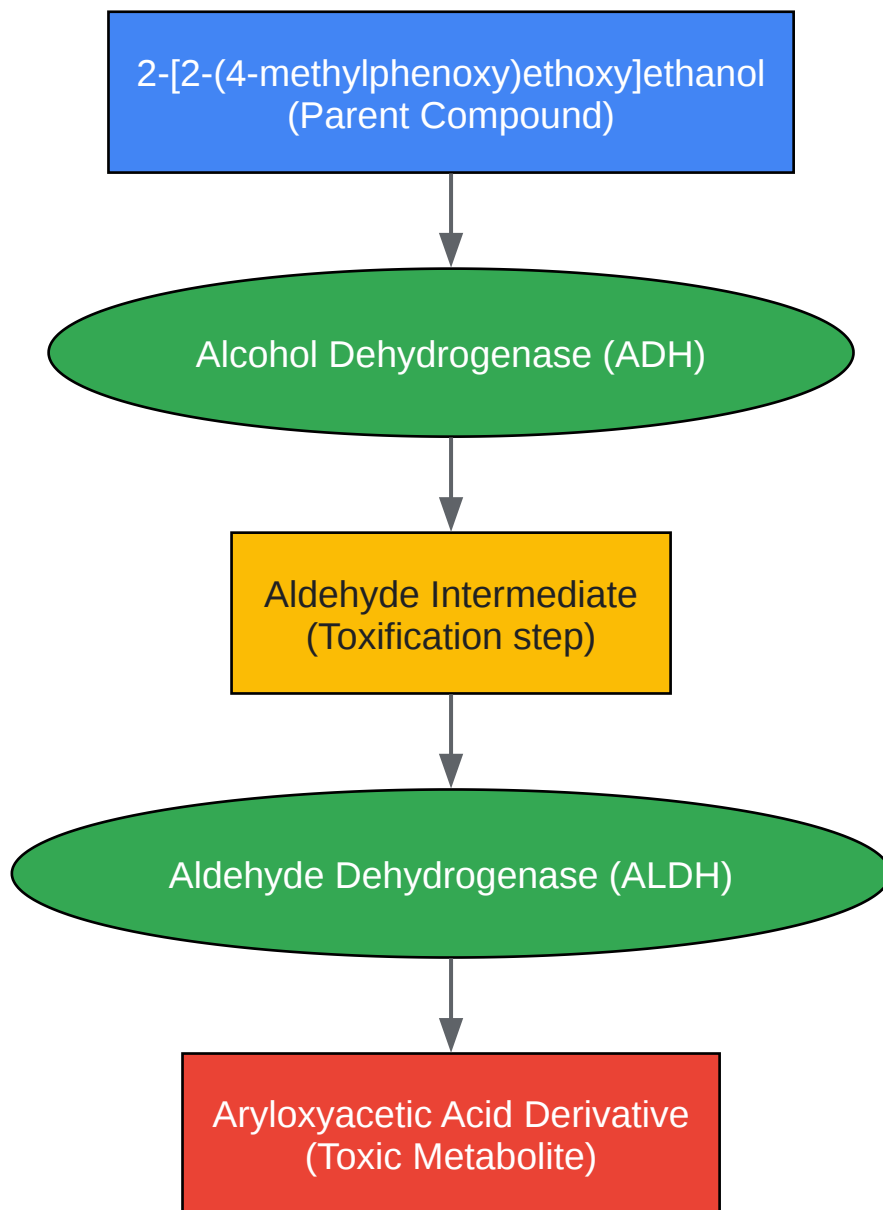 2-[2-(4-methylphenoxy)ethoxy]ethanol
(Parent Compound)
Alcohol Dehydrogenase (ADH)
Aldehyde Intermediate
(Toxification step)
Aldehyde Dehydrogenase (ALDH)
Aryloxyacetic Acid Derivative
(Toxic Metabolite)